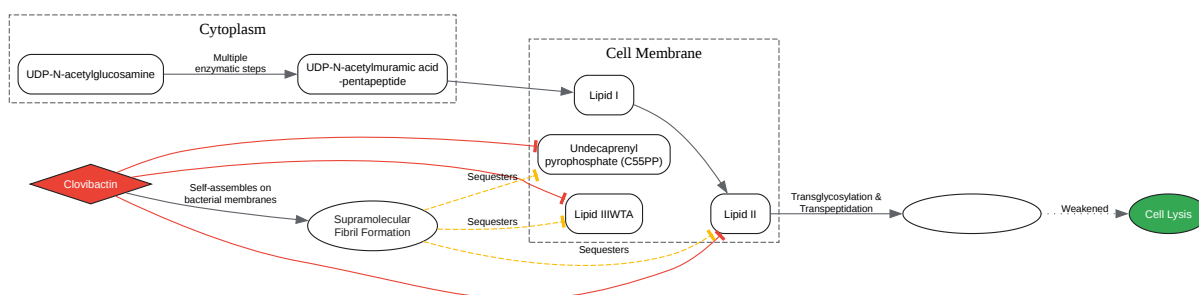 Cytoplasm
UDP-N-acetylglucosamine
Multiple
enzymatic steps
UDP-N-acetylmuramic acid
-pentapeptide
Cell Membrane
Lipid I
Undecaprenyl
pyrophosphate (C55PP)
Lipid IIIWTA
Lipid II
Clovibactin
Self-assembles on
bacterial membranes
Supramolecular
Fibril Formation
Sequesters
Sequesters
Sequesters
Transglycosylation &
Transpeptidation
Weakened
Cell Lysis